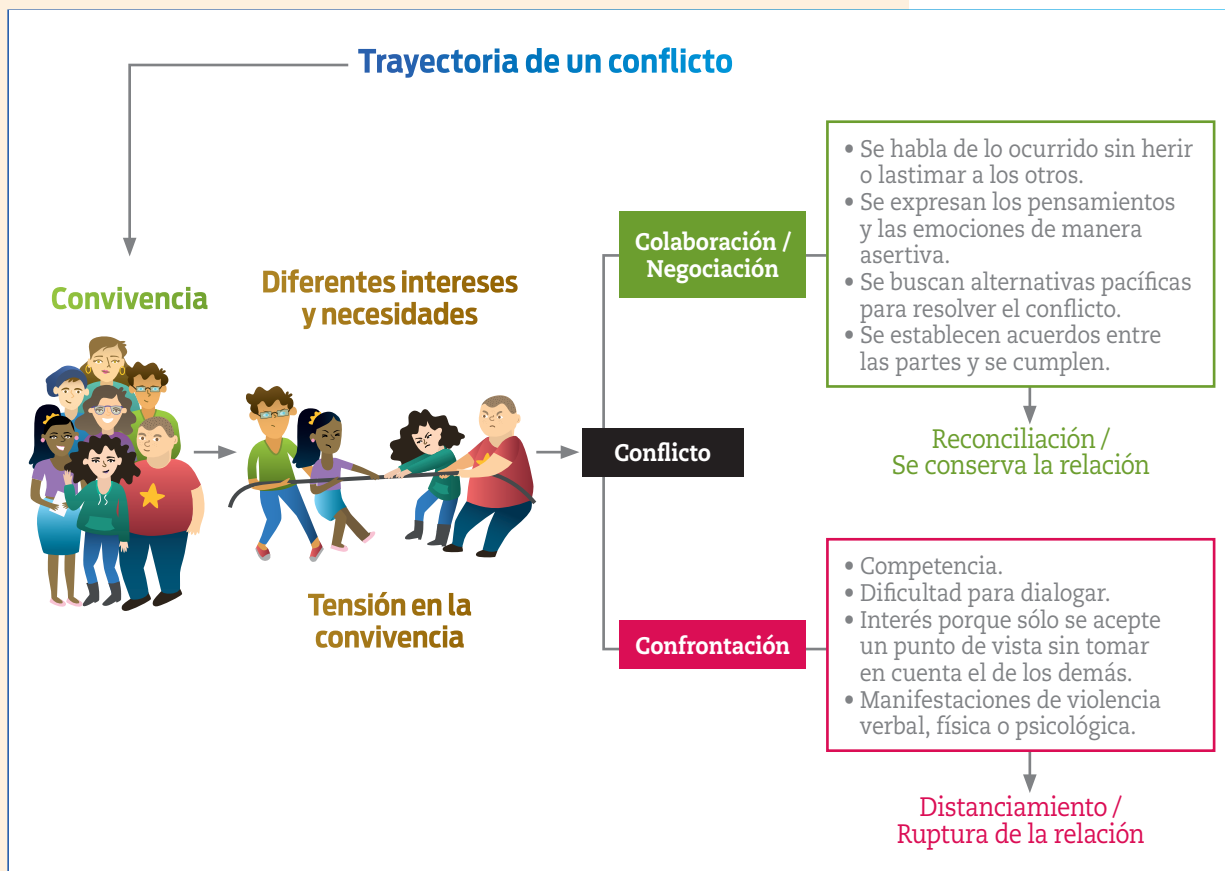 Trayectoria de un conflicto
Convivencia
Diferentes intereses
y necesidades
Tensión en la
convivencia
Conflicto
Colaboración /
Negociación
• Se habla de lo ocurrido sin herir
o lastimar a los otros.
• Se expresan los pensamientos
y las emociones de manera
asertiva.
• Se buscan alternativas pacíficas
para resolver el conflicto.
• Se establecen acuerdos entre
las partes y se cumplen.
Reconciliación /
Se conserva la relación
Confrontación
• Competencia.
• Dificultad para dialogar.
• Interés porque sólo se acepte
un punto de vista sin tomar
en cuenta el de los demás.
• Manifestaciones de violencia
verbal, física o psicológica.
Distanciamiento /
Ruptura de la relación